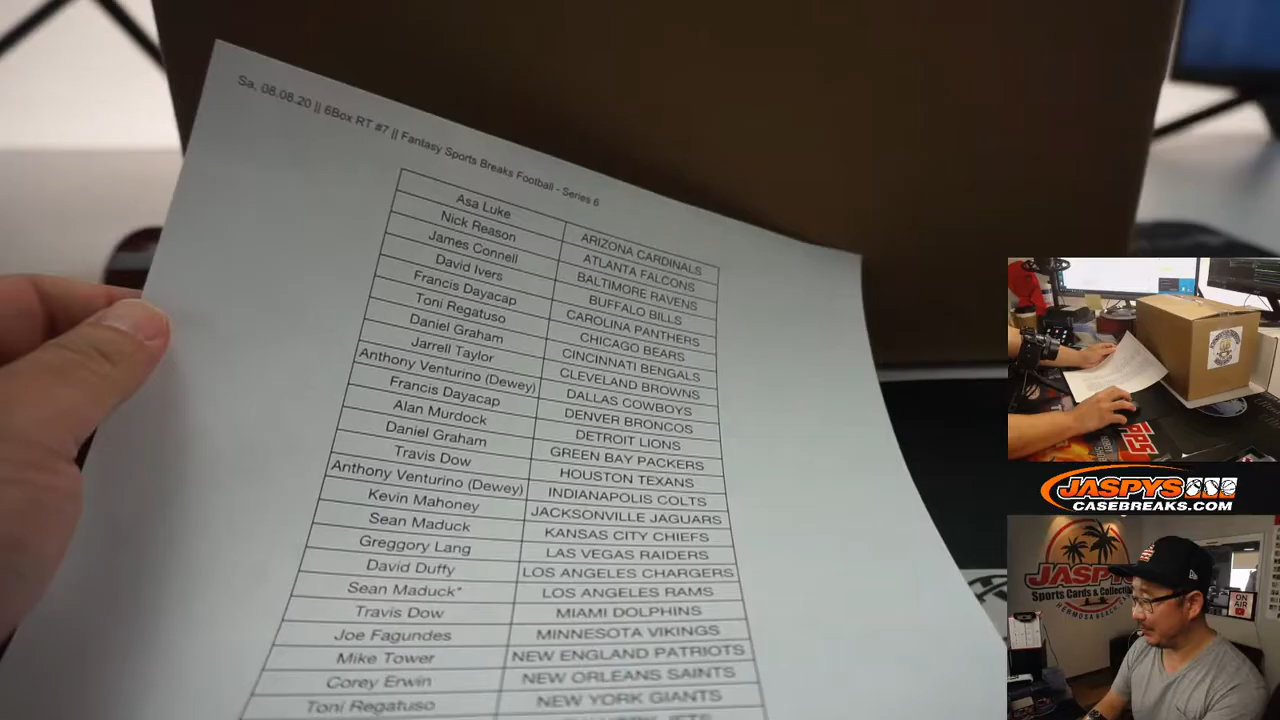 Sa, 08.08.20 || 6Box RT #7 || Fantasy Sports Breaks Football - Series 6
Asa Luke ARIZONA CARDINALS
Nick Reason ATLANTA FALCONS
James Connell BALTIMORE RAVENS
David Ivers BUFFALO BILLS
Francis Dayacap CAROLINA PANTHERS
Toni Regatuso CHICAGO BEARS
Daniel Graham CINCINNATI BENGALS
Jarrell Taylor CLEVELAND BROWNS
Anthony Venturino (Dewey) DALLAS COWBOYS
Francis Dayacap DENVER BRONCOS
Alan Murdock DETROIT LIONS
Daniel Graham GREEN BAY PACKERS
Travis Dow HOUSTON TEXANS
Anthony Venturino (Dewey) INDIANAPOLIS COLTS
Kevin Mahoney JACKSONVILLE JAGUARS
Sean Maduck KANSAS CITY CHIEFS
Greggory Lang LAS VEGAS RAIDERS
David Duffy LOS ANGELES CHARGERS
Sean Maduck* LOS ANGELES RAMS
Travis Dow MIAMI DOLPHINS
Joe Fagundes MINNESOTA VIKINGS
Mike Tower NEW ENGLAND PATRIOTS
Corey Erwin NEW ORLEANS SAINTS
Toni Regatuso NEW YORK GIANTS
JASPYS
CASEBREAKS.COM
JASPYS
Sports Cards & Collectib
HERMOSA BEACH
ON AIR